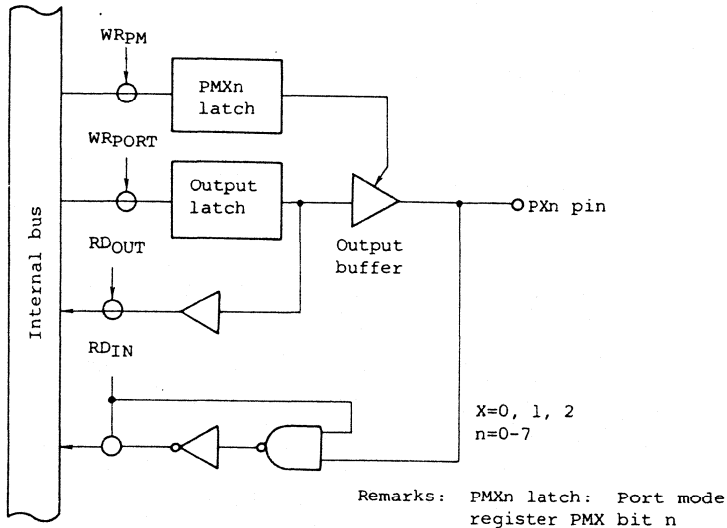 WRPM
PMXn
latch
WRPORT
Output
latch
PXn pin
Output
buffer
RDOUT
Internal bus
RDIN
X=0, 1, 2
n=0-7
Remarks: PMXn latch: Port mode
register PMX bit n